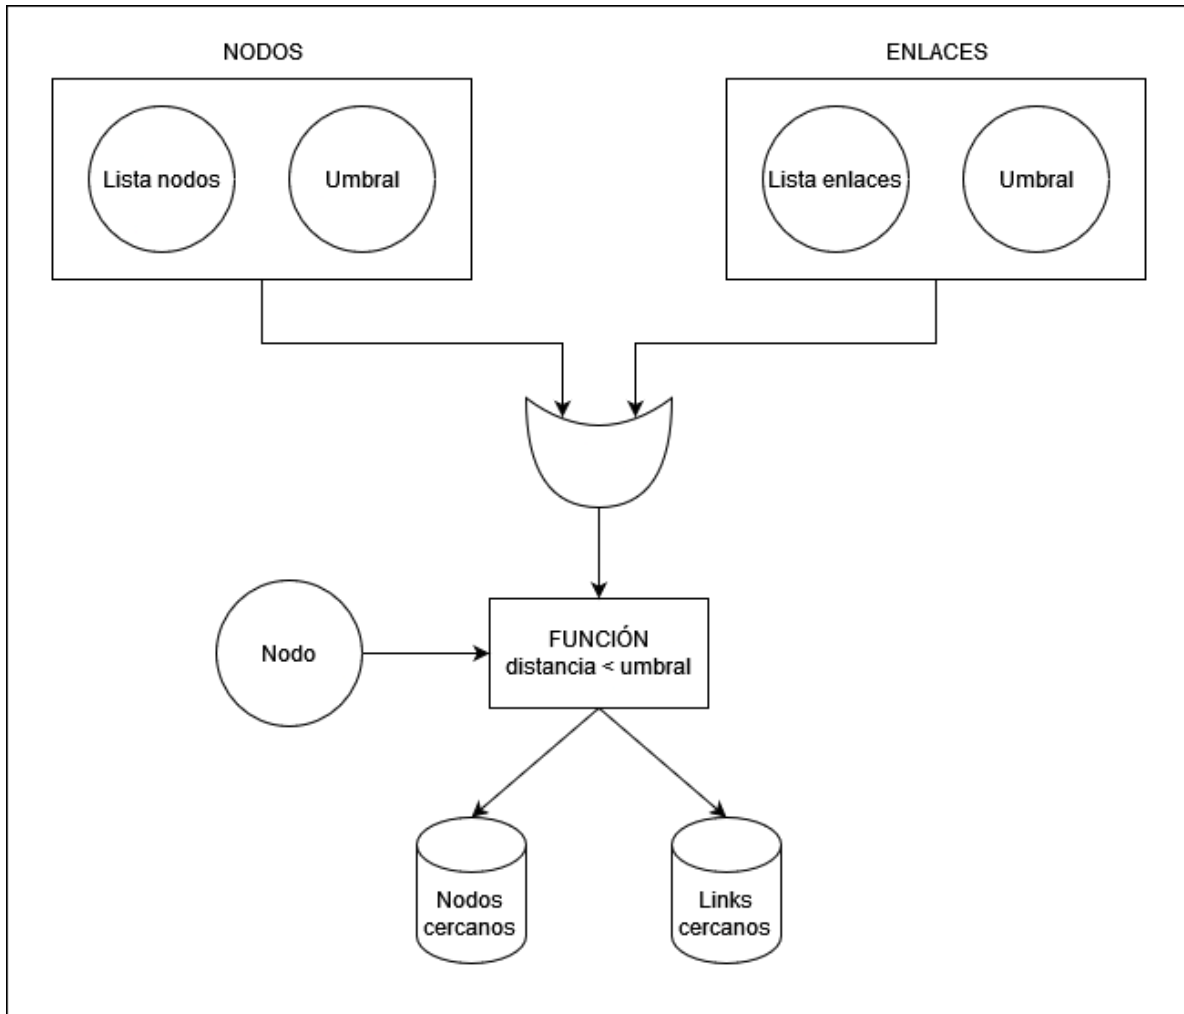 NODOS
ENLACES
Lista nodos
Umbral
Lista enlaces
Umbral
Nodo
FUNCIÓN
distancia < umbral
Nodos
cercanos
Links
cercanos